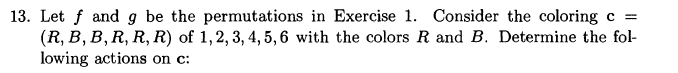 13. Let f and g be the permutations in Exercise 1. Consider the coloring c =
(R, B, B, R, R, R) of 1, 2, 3, 4, 5, 6 with the colors R and B. Determine the fol-
lowing actions on c: